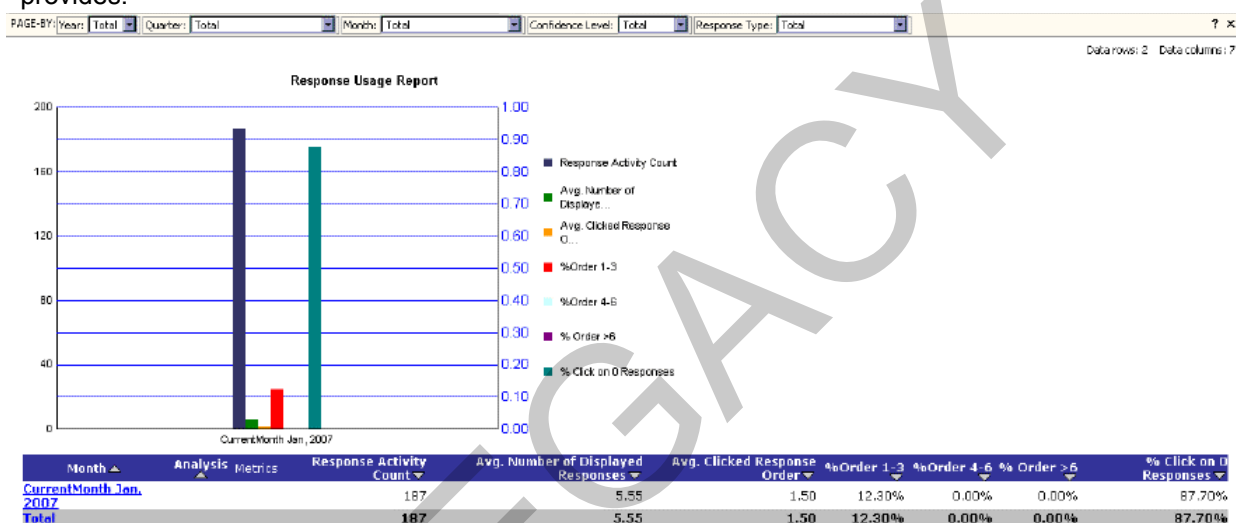 provides.
PAGE-BY: Year: Total Quarter: Total Month: Total Confidence Level: Total Response Type: Total ? ×
Data rows: 2 Data columns: 7
Response Usage Report
200 1.00
0.90
160 0.80
0.70
120 0.60
0.50
80 0.40
0.30
40 0.20
0.10
0 0.00
CurrentMonth Jan, 2007
Response Activity Count
Avg. Number of
Displaye...
Avg. Clicked Response
O...
%Order 1-3
%Order 4-6
% Order >6
% Click on 0 Responses
Month Analysis Metrics Response Activity Count Avg. Number of Displayed Responses Avg. Clicked Response Order %Order 1-3 %Order 4-6 % Order >6 % Click on 0 Responses
CurrentMonth Jan, 2007 187 5.55 1.50 12.30% 0.00% 0.00% 87.70%
Total 187 5.55 1.50 12.30% 0.00% 0.00% 87.70%
EGACY